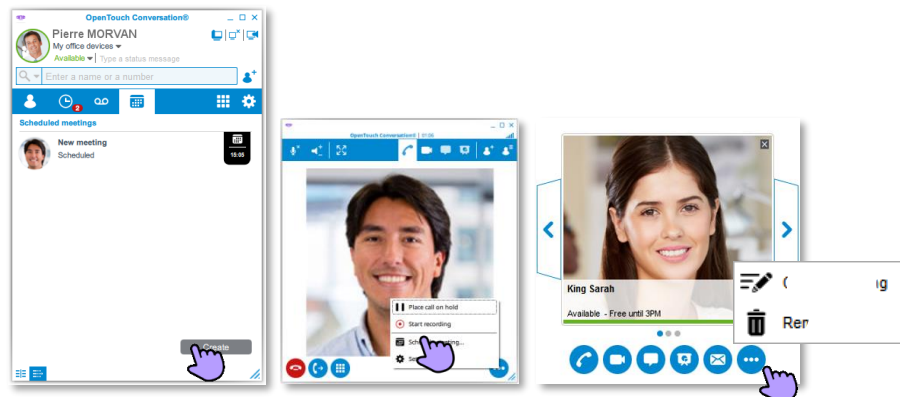 OpenTouch Conversation®
Pierre MORVAN
My office devices
Available Type a status message
Enter a name or a number
2
Scheduled meetings
New meeting
Scheduled
15:05
Create
OpenTouch Conversation® | 01:06
Place call on hold
Start recording
King Sarah
Available - Free until 3PM